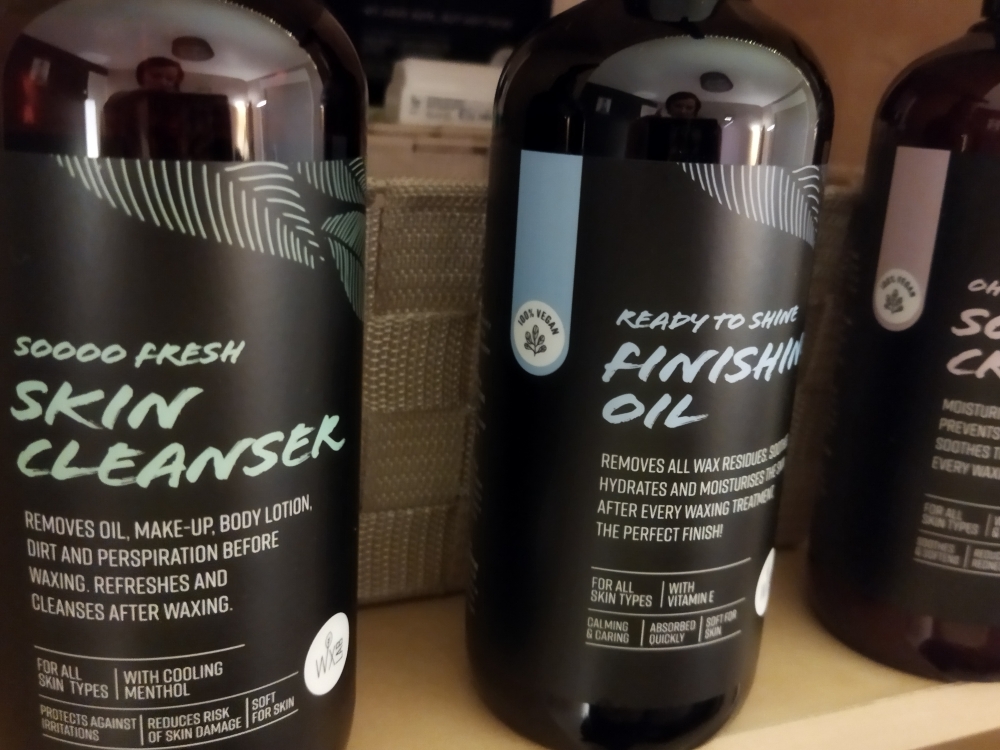 SOOOO FRESH
SKIN
CLEANSER
REMOVES OIL, MAKE-UP, BODY LOTION,
DIRT AND PERSPIRATION BEFORE
WAXING. REFRESHES AND
CLEANSES AFTER WAXING.
FOR ALL
SKIN TYPES
WITH COOLING
MENTHOL
PROTECTS AGAINST
IRRITATIONS
REDUCES RISK
OF SKIN DAMAGE
SOFT
FOR SKIN
100% VEGAN
READY TO SHINE
FINISHIN
OIL
REMOVES ALL WAX RESIDUES.
HYDRATES AND MOISTURISES THE
AFTER EVERY WAXING TREATMENT.
THE PERFECT FINISH!
FOR ALL
SKIN TYPES
WITH
VITAMIN E
CALMING
& CARING
ABSORBED
QUICKLY
SOFT FOR
SKIN
100% VEGAN
OH
SO
CR
MOISTURI
PREVENTS
SOOTHES T
EVERY WAX
FOR ALL
SKIN TYPES